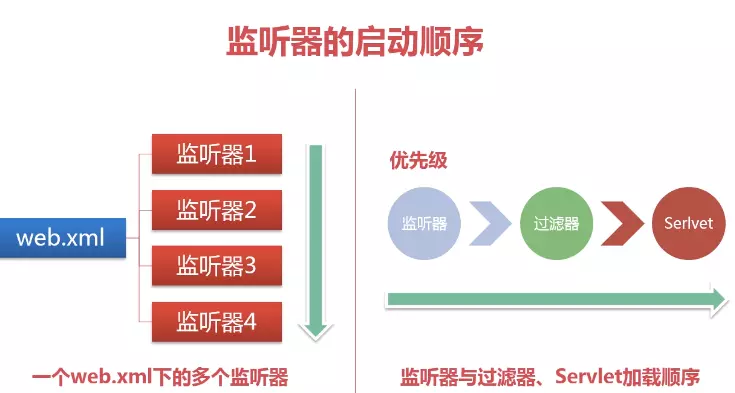 监听器的启动顺序
web.xml
监听器1
监听器2
监听器3
监听器4
一个web.xml下的多个监听器
优先级
监听器
过滤器
Serlvet
监听器与过滤器、Servlet加载顺序